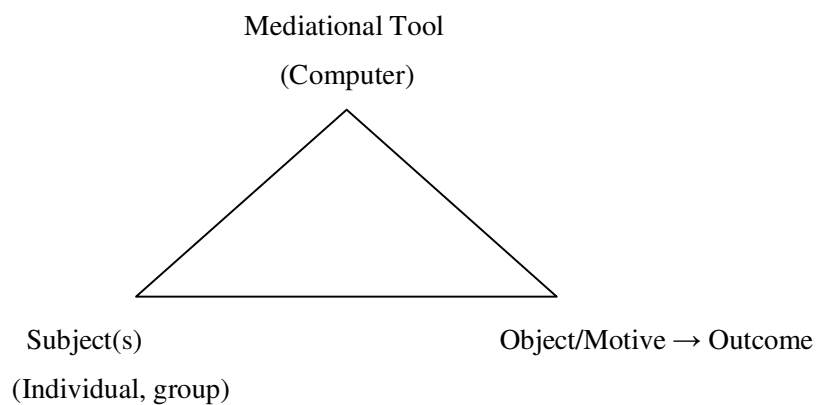 Mediational Tool
(Computer)
Subject(s)
Object/Motive → Outcome
(Individual, group)